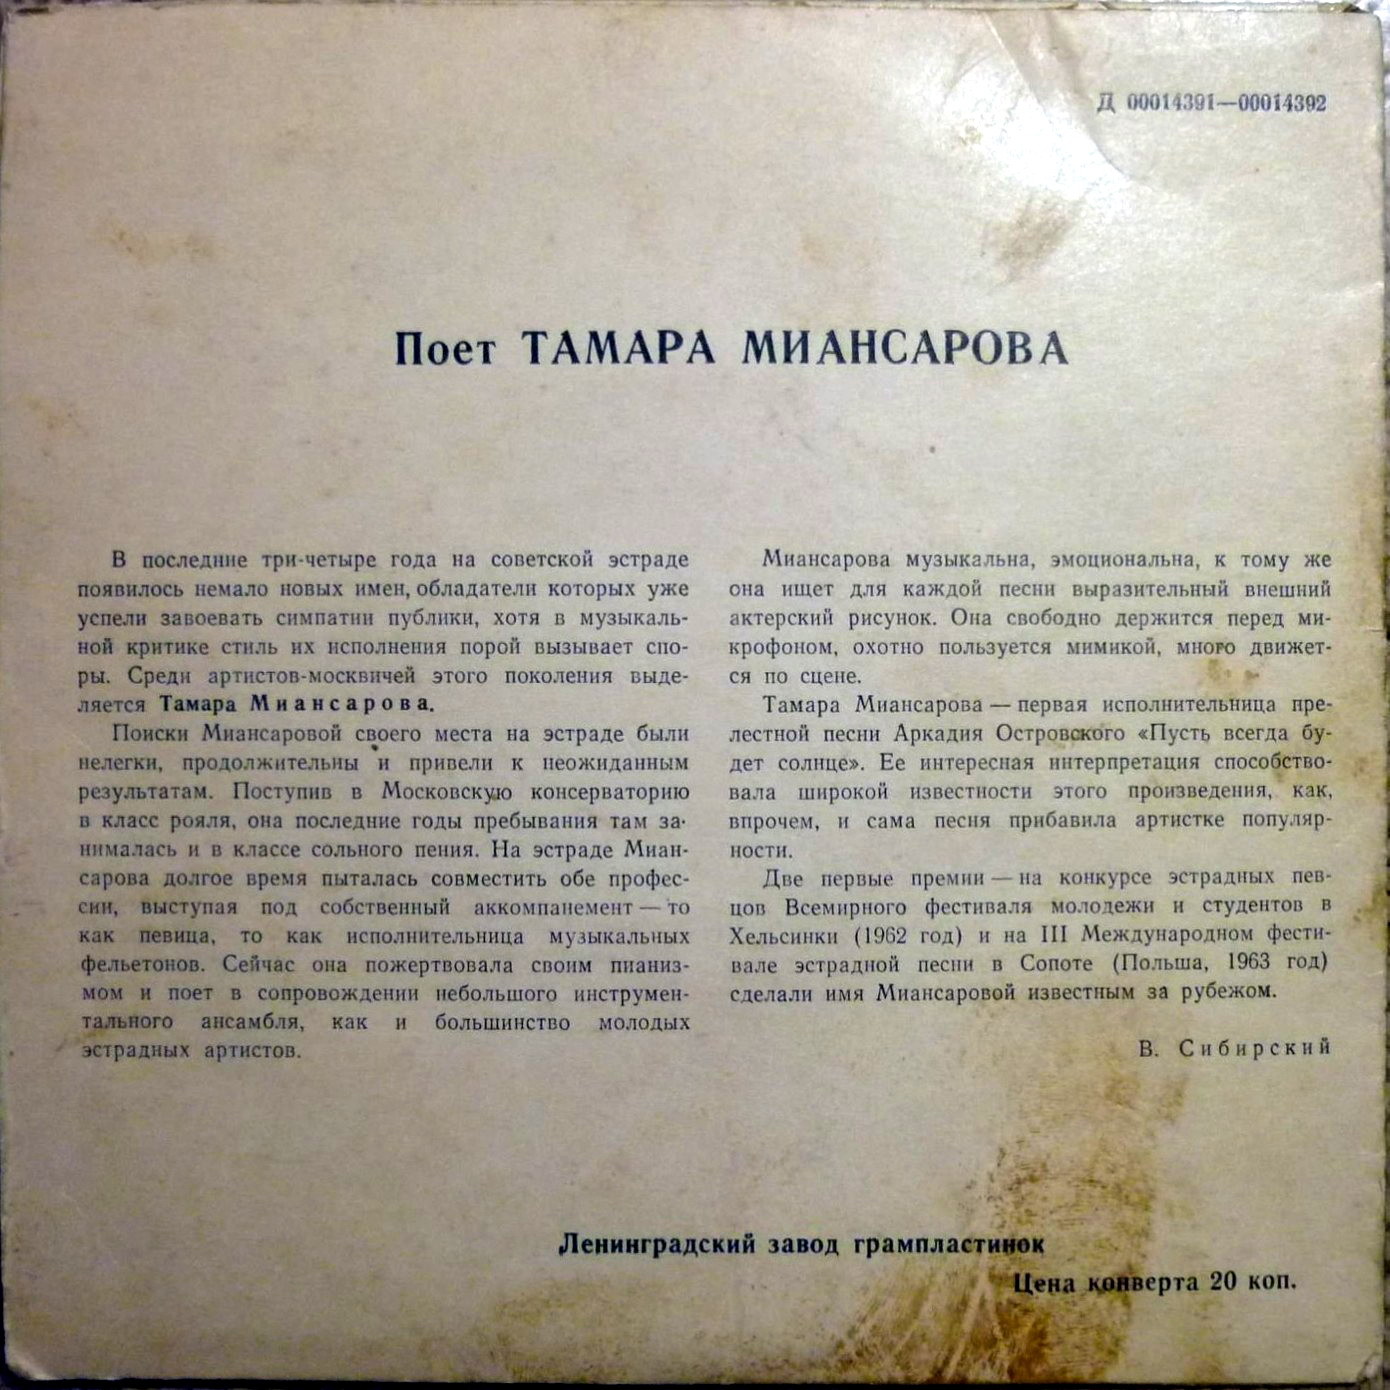 Д 00014391—00014392
Поет ТАМАРА МИАНСАРОВА
В последние три-четыре года на советской эстраде
появилось немало новых имен, обладатели которых уже
успели завоевать симпатии публики, хотя в музыкаль-
ной критике стиль их исполнения порой вызывает спо-
ры. Среди артистов-москвичей этого поколения выде-
ляется Тамара Миансарова.
Поиски Миансаровой своего места на эстраде были
нелегки, продолжительны и привели к неожиданным
результатам. Поступив в Московскую консерваторию
в класс рояля, она последние годы пребывания там за-
нималась и в классе сольного пения. На эстраде Миан-
сарова долгое время пыталась совместить обе профес-
сии, выступая под собственный аккомпанемент — то
как певица, то как исполнительница музыкальных
фельетонов. Сейчас она пожертвовала своим пианиз-
мом и поет в сопровождении небольшого инструмен-
тального ансамбля, как и большинство молодых
эстрадных артистов.
Миансарова музыкальна, эмоциональна, к тому же
она ищет для каждой песни выразительный внешний
актерский рисунок. Она свободно держится перед ми-
крофоном, охотно пользуется мимикой, много движет-
ся по сцене.
Тамара Миансарова — первая исполнительница пре-
лестной песни Аркадия Островского «Пусть всегда бу-
дет солнце». Ее интересная интерпретация способство-
вала широкой известности этого произведения, как,
впрочем, и сама песня прибавила артистке популяр-
ности.
Две первые премии — на конкурсе эстрадных пев-
цов Всемирного фестиваля молодежи и студентов в
Хельсинки (1962 год) и на III Международном фести-
вале эстрадной песни в Сопоте (Польша, 1963 год)
сделали имя Миансаровой известным за рубежом.
В. Сибирский
Ленинградский завод грампластинок
Цена конверта 20 коп.